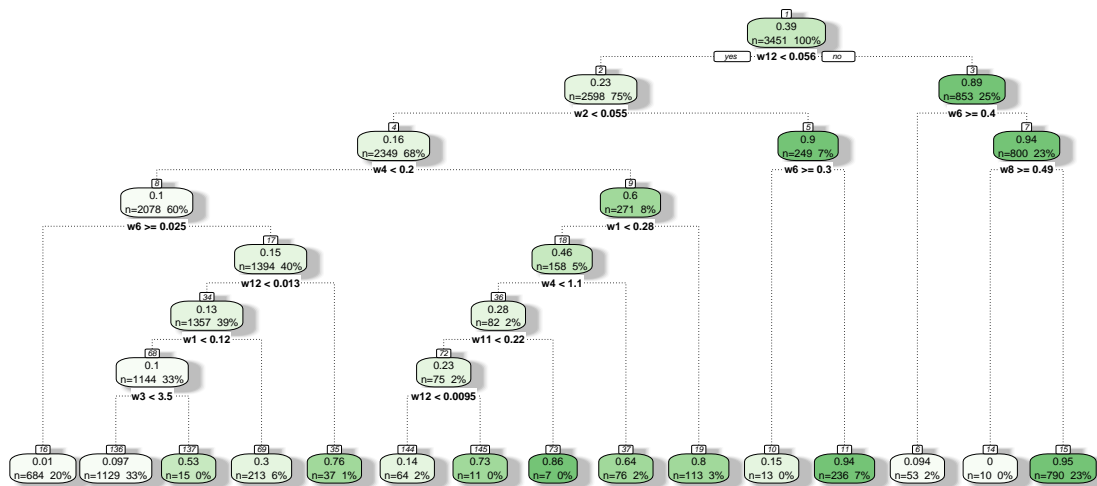 1
0.39
n=3451 100%
yes w12 < 0.056 no
2
0.23
n=2598 75%
w2 < 0.055
3
0.89
n=853 25%
w6 >= 0.4
4
0.16
n=2349 68%
w4 < 0.2
5
0.9
n=249 7%
w6 >= 0.3
7
0.94
n=800 23%
w8 >= 0.49
8
0.1
n=2078 60%
w6 >= 0.025
9
0.6
n=271 8%
w1 < 0.28
17
0.15
n=1394 40%
w12 < 0.013
18
0.46
n=158 5%
w4 < 1.1
34
0.13
n=1357 39%
w1 < 0.12
36
0.28
n=82 2%
w11 < 0.22
68
0.1
n=1144 33%
w3 < 3.5
72
0.23
n=75 2%
w12 < 0.0095
16
0.01
n=684 20%
136
0.097
n=1129 33%
137
0.53
n=15 0%
69
0.3
n=213 6%
35
0.76
n=37 1%
144
0.14
n=64 2%
145
0.73
n=11 0%
73
0.86
n=7 0%
37
0.64
n=76 2%
19
0.8
n=113 3%
10
0.15
n=13 0%
11
0.94
n=236 7%
6
0.094
n=53 2%
14
0
n=10 0%
15
0.95
n=790 23%